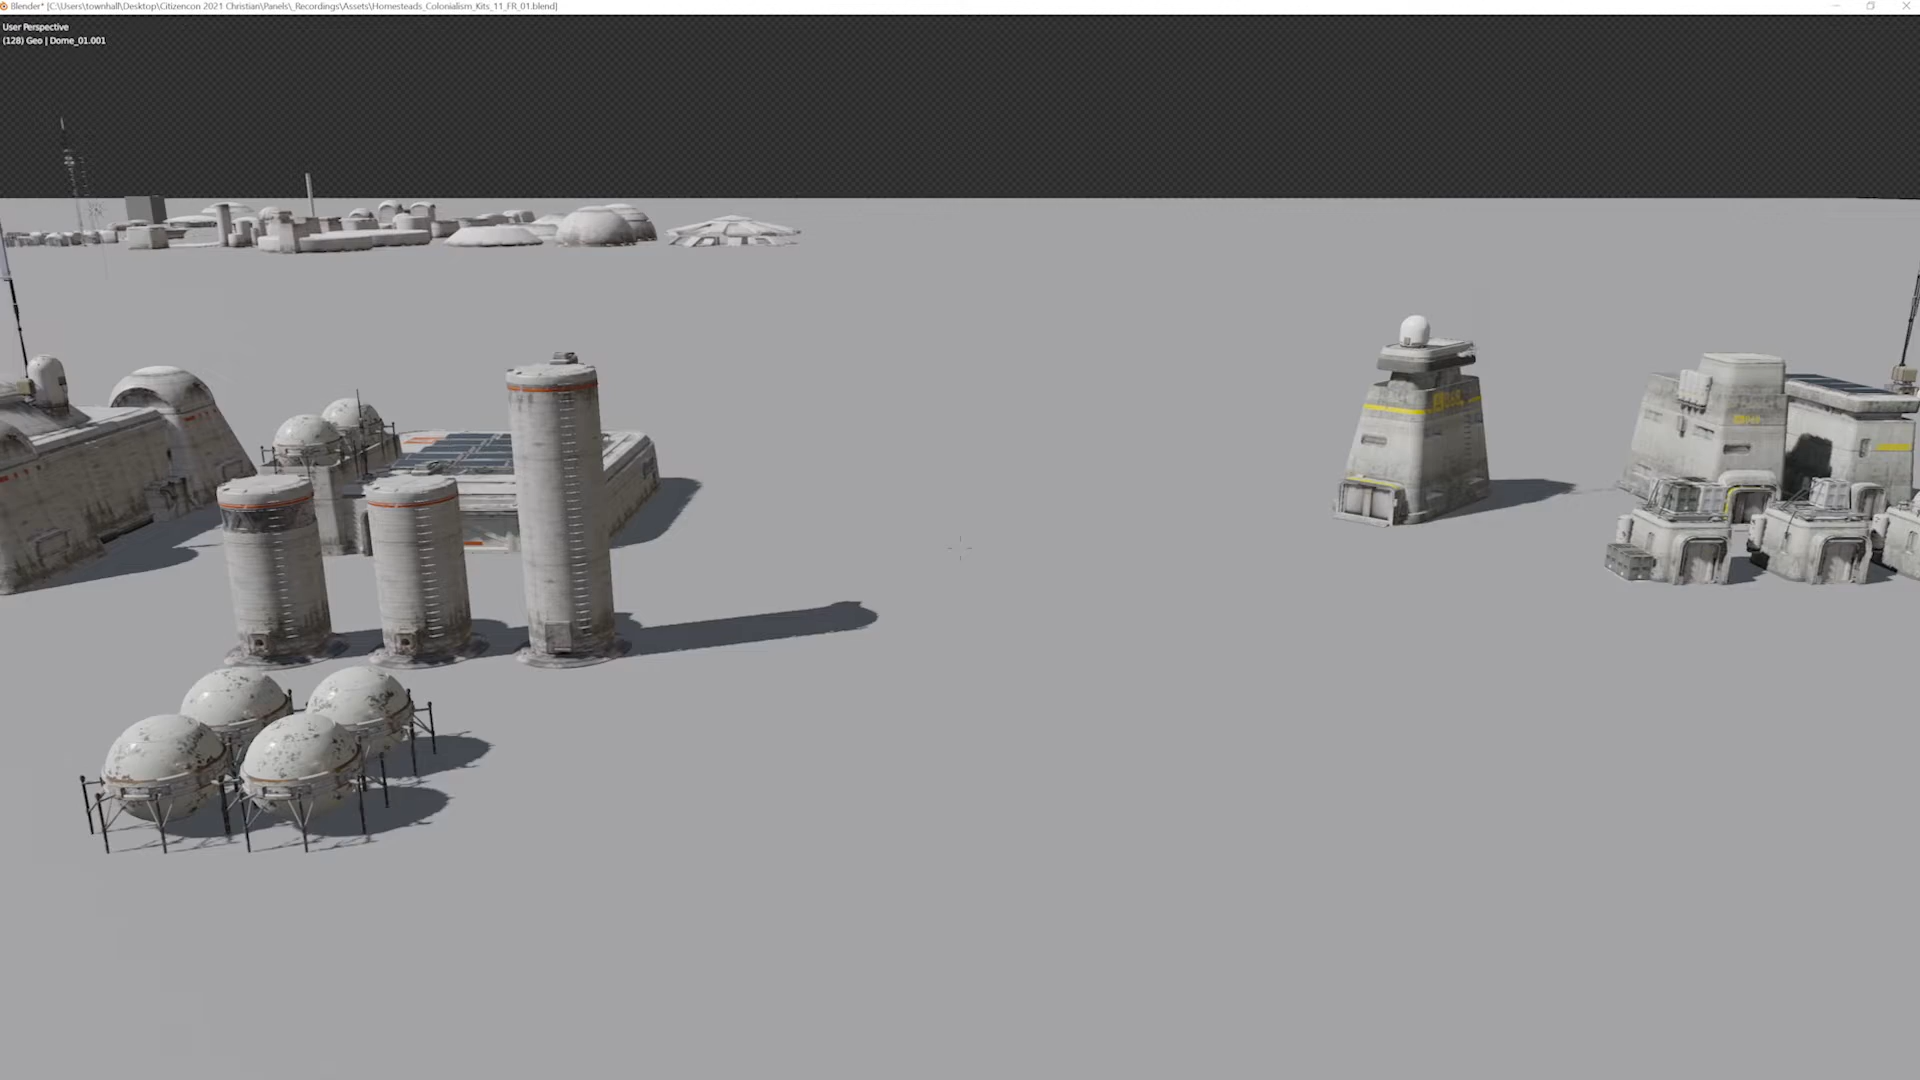 Blender* [C:\Users\townhall\Desktop\Citizencon 2021 Christian\Panels\_Recordings\Assets\Homesteads_Colonialism_Kits_11_FR_01.blend]
User Perspective
(128) Geo | Dome_01.001